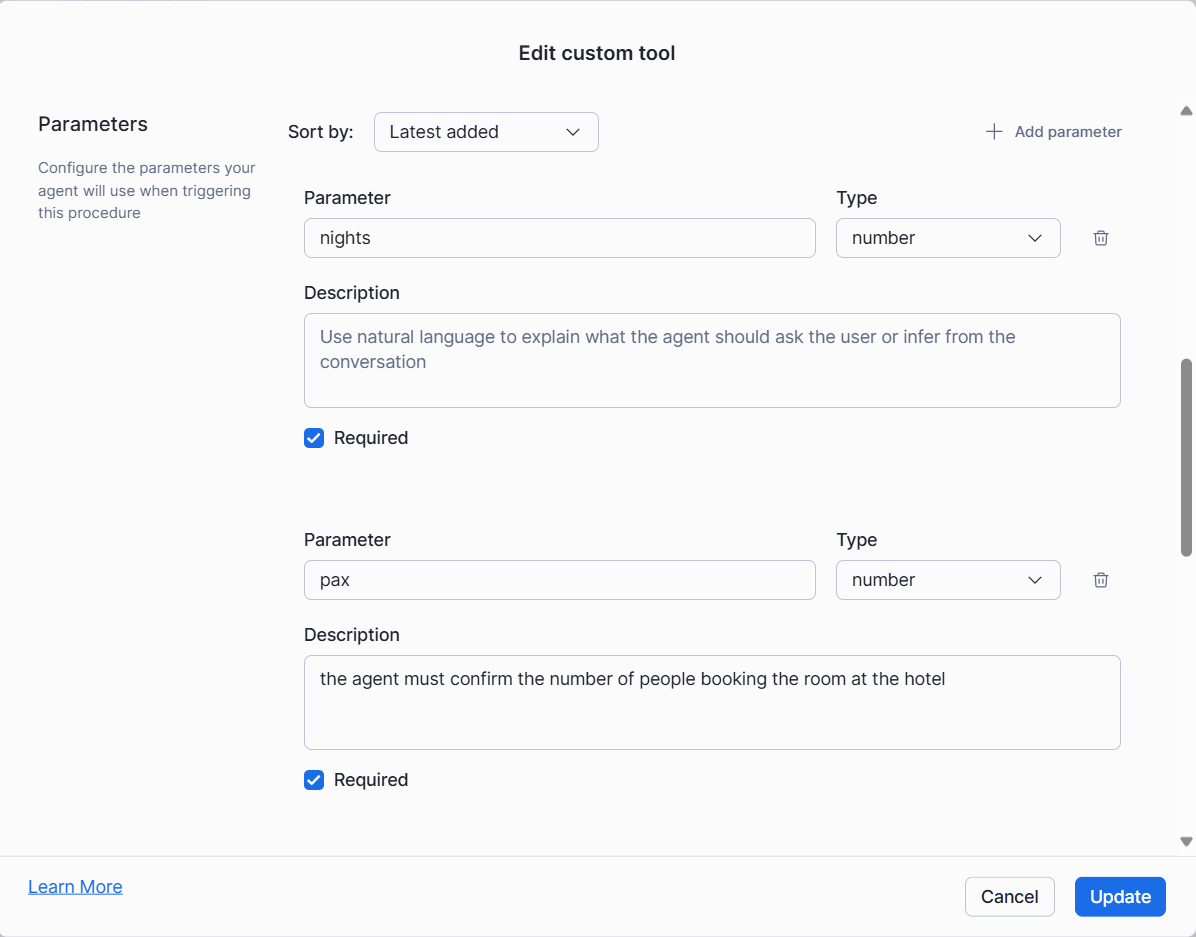 Edit custom tool
Parameters
Configure the parameters your
agent will use when triggering
this procedure
Sort by:
Latest added
Add parameter
Parameter
Type
nights
number
Description
Use natural language to explain what the agent should ask the user or infer from the
conversation
Required
Parameter
Type
pax
number
Description
the agent must confirm the number of people booking the room at the hotel
Required
Learn More
Cancel
Update